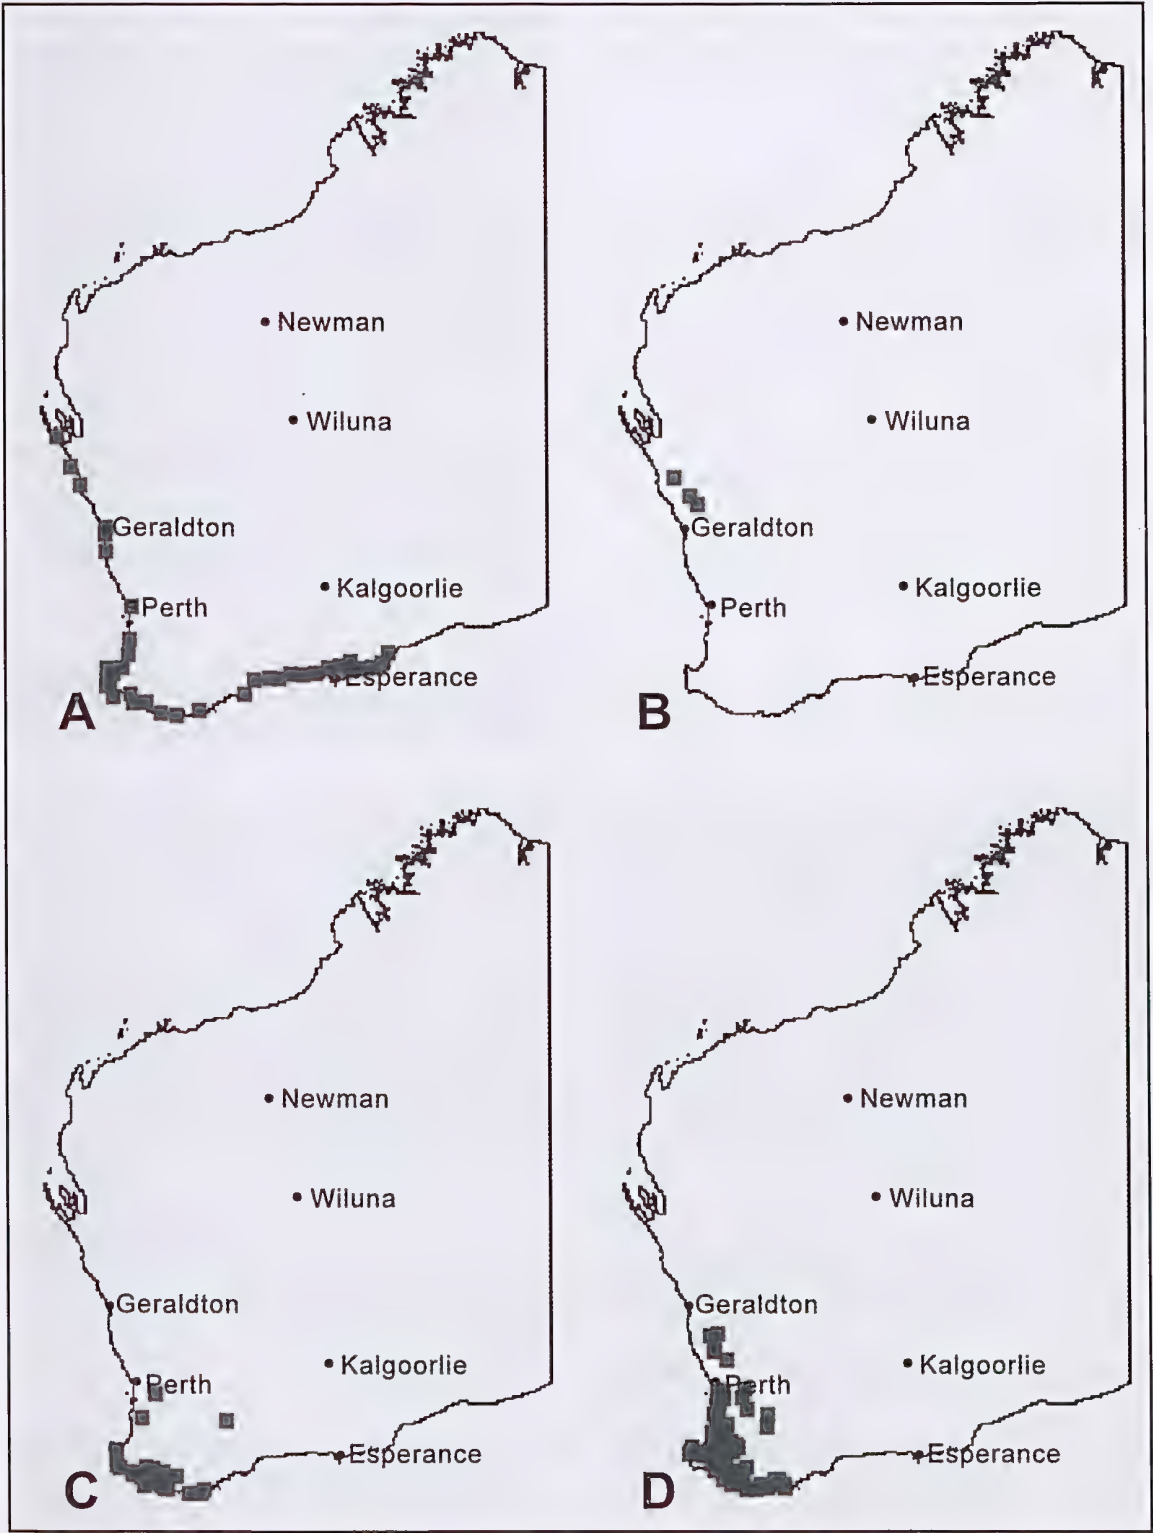 Newman
Wiluna
Geraldton
Kalgoorlie
Perth
Esperance
A
Newman
Wiluna
Geraldton
Kalgoorlie
Perth
Esperance
B
Newman
Wiluna
Geraldton
Kalgoorlie
Perth
Esperance
C
Newman
Wiluna
Geraldton
Kalgoorlie
Perth
Esperance
D